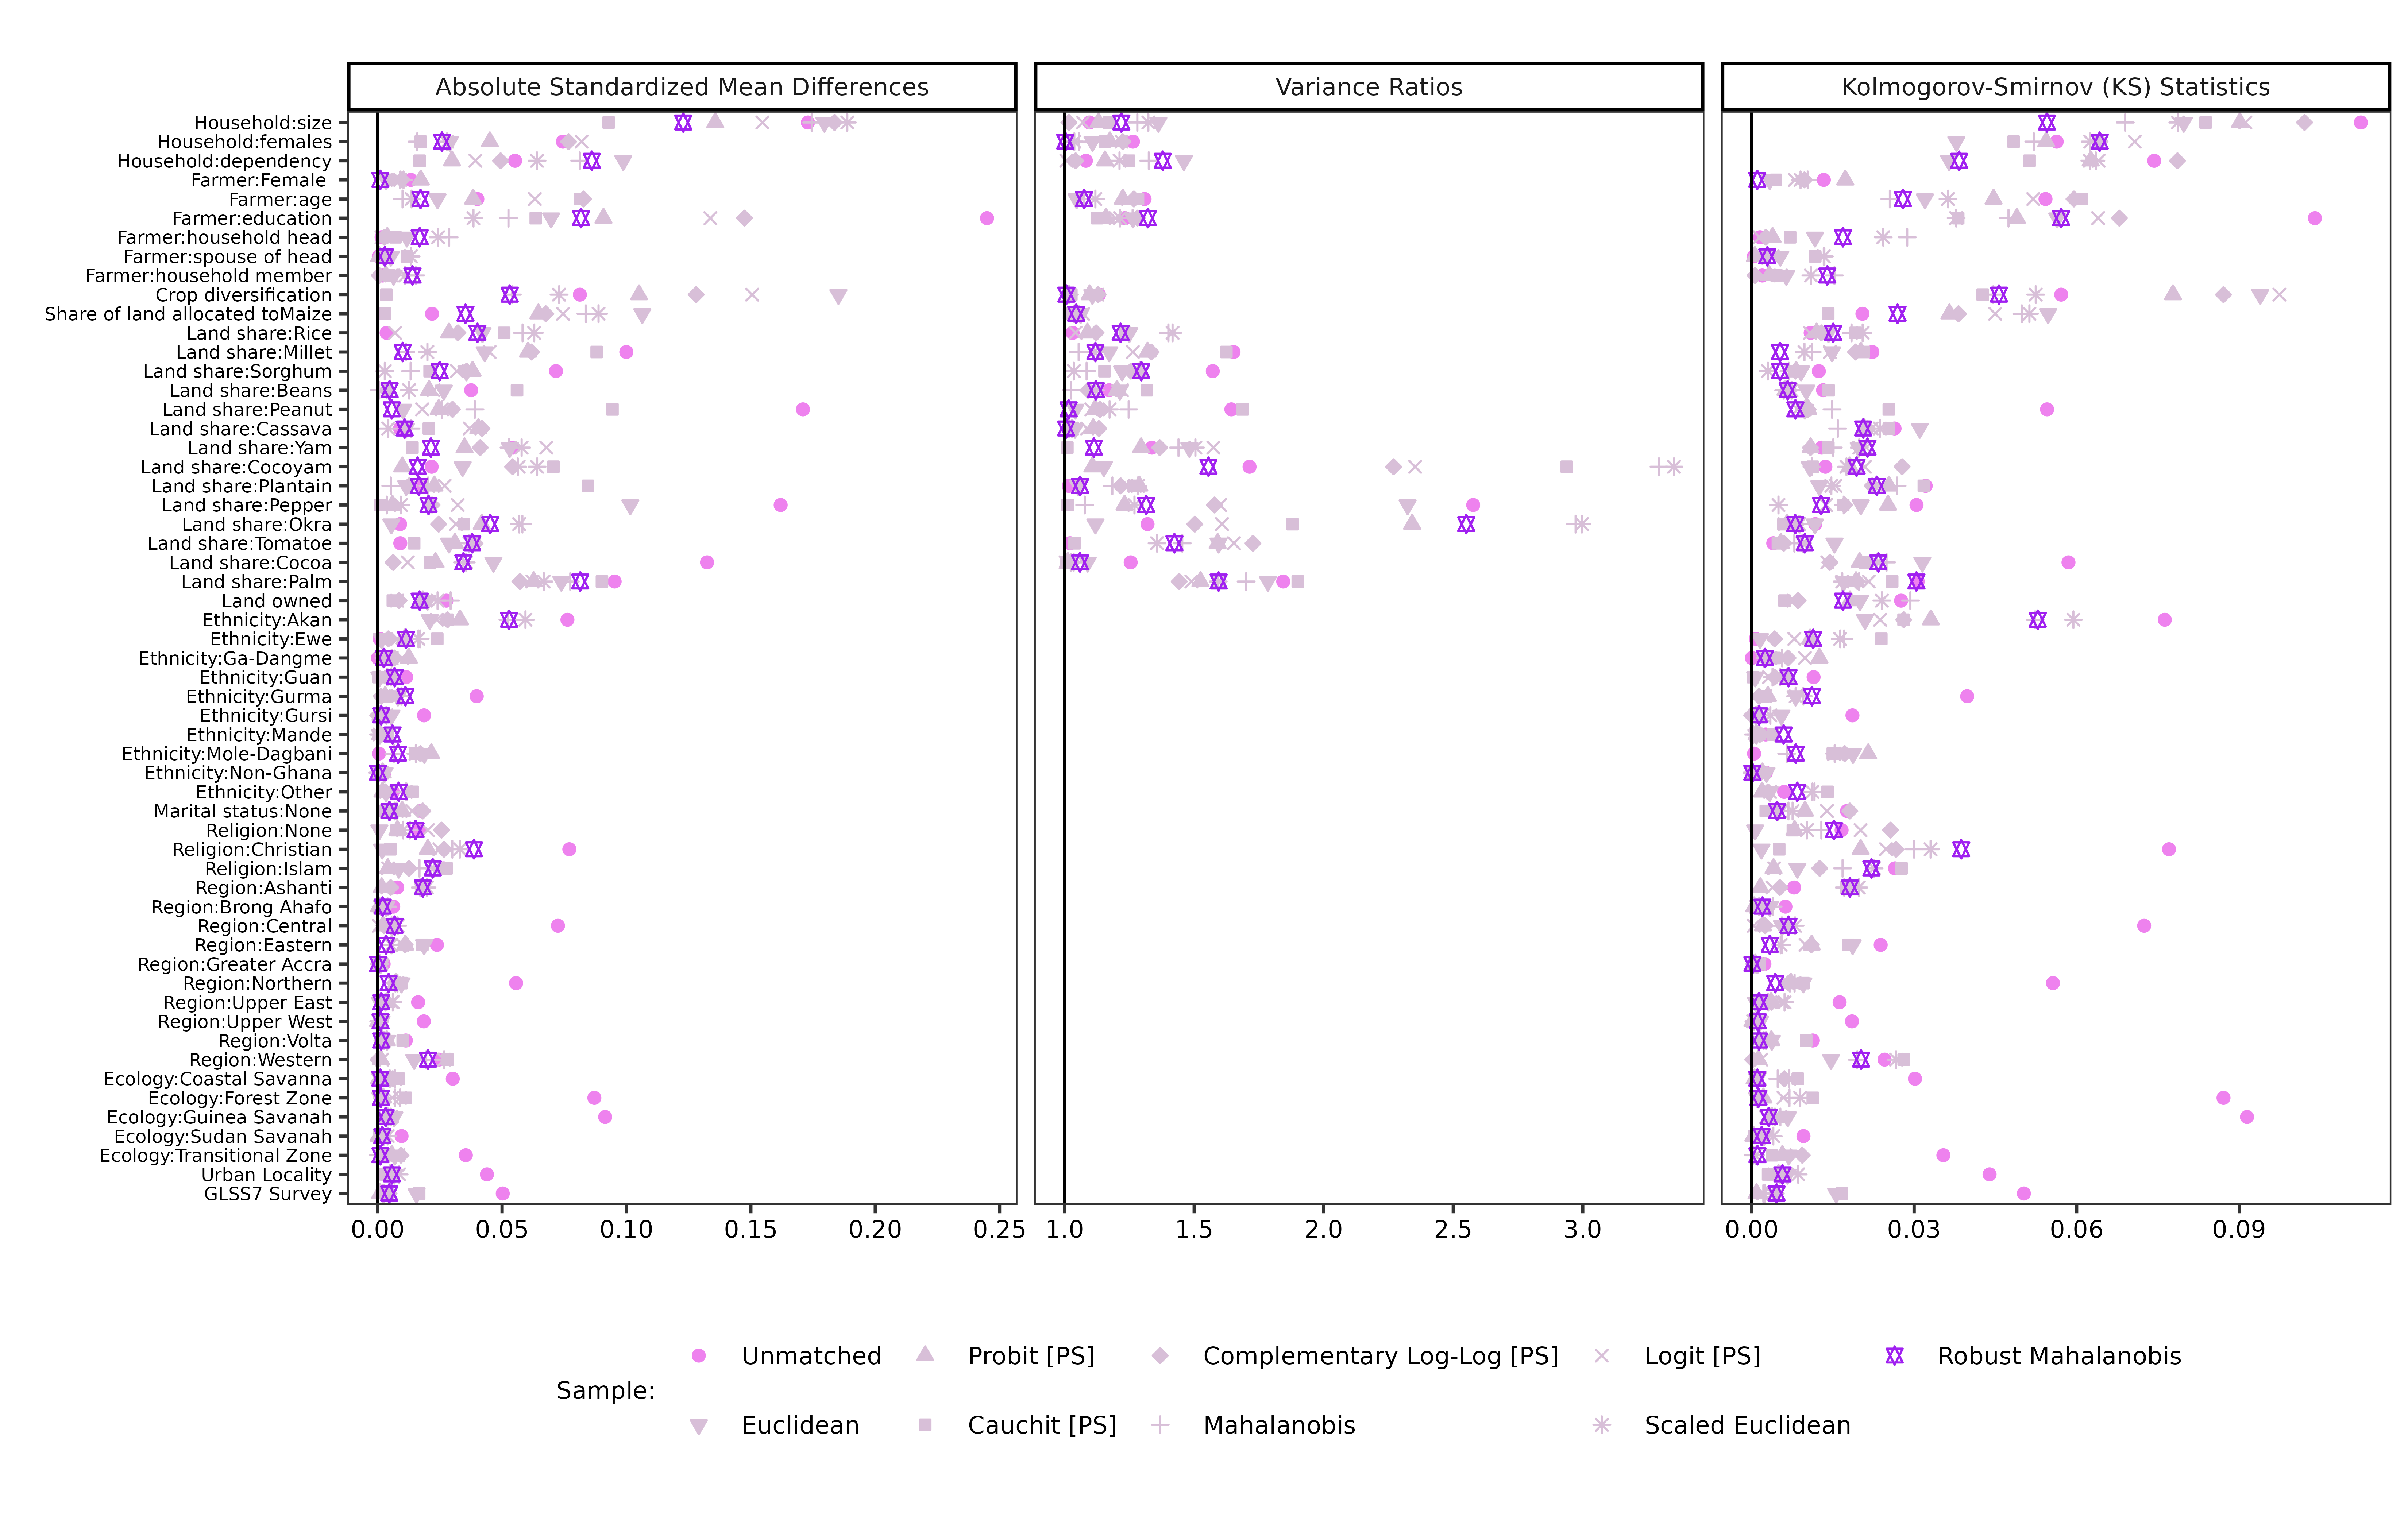 Absolute Standardized Mean Differences
Variance Ratios
Kolmogorov-Smirnov (KS) Statistics
Household:size
Household:females
Household:dependency
Farmer:Female
Farmer:age
Farmer:education
Farmer:household head
Farmer:spouse of head
Farmer:household member
Crop diversification
Share of land allocated toMaize
Land share:Rice
Land share:Millet
Land share:Sorghum
Land share:Beans
Land share:Peanut
Land share:Cassava
Land share:Yam
Land share:Cocoyam
Land share:Plantain
Land share:Pepper
Land share:Okra
Land share:Tomatoe
Land share:Cocoa
Land share:Palm
Land owned
Ethnicity:Akan
Ethnicity:Ewe
Ethnicity:Ga-Dangme
Ethnicity:Guan
Ethnicity:Gurma
Ethnicity:Gursi
Ethnicity:Mande
Ethnicity:Mole-Dagbani
Ethnicity:Non-Ghana
Ethnicity:Other
Marital status:None
Religion:None
Religion:Christian
Religion:Islam
Region:Ashanti
Region:Brong Ahafo
Region:Central
Region:Eastern
Region:Greater Accra
Region:Northern
Region:Upper East
Region:Upper West
Region:Volta
Region:Western
Ecology:Coastal Savanna
Ecology:Forest Zone
Ecology:Guinea Savanah
Ecology:Sudan Savanah
Ecology:Transitional Zone
Urban Locality
GLSS7 Survey
0.00 0.05 0.10 0.15 0.20 0.25
1.0 1.5 2.0 2.5 3.0
0.00 0.03 0.06 0.09
Sample:
Unmatched Probit [PS] Complementary Log-Log [PS] Logit [PS] Robust Mahalanobis
Euclidean Cauchit [PS] Mahalanobis Scaled Euclidean